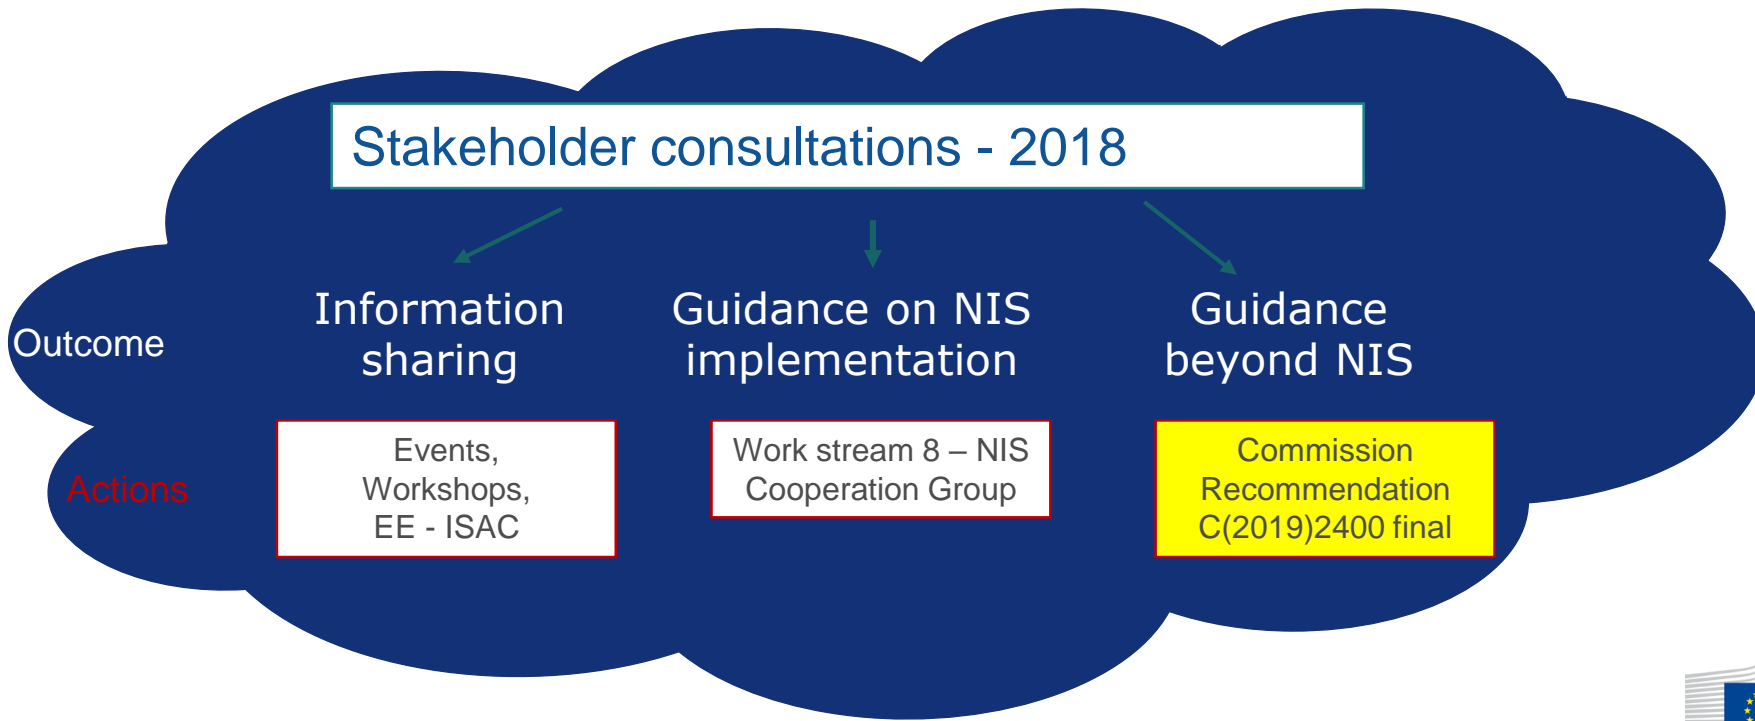 Stakeholder consultations - 2018
Outcome
Information
sharing
Guidance on NIS
implementation
Guidance
beyond NIS
Actions
Events,
Workshops,
EE - ISAC
Work stream 8 – NIS
Cooperation Group
Commission
Recommendation
C(2019)2400 final